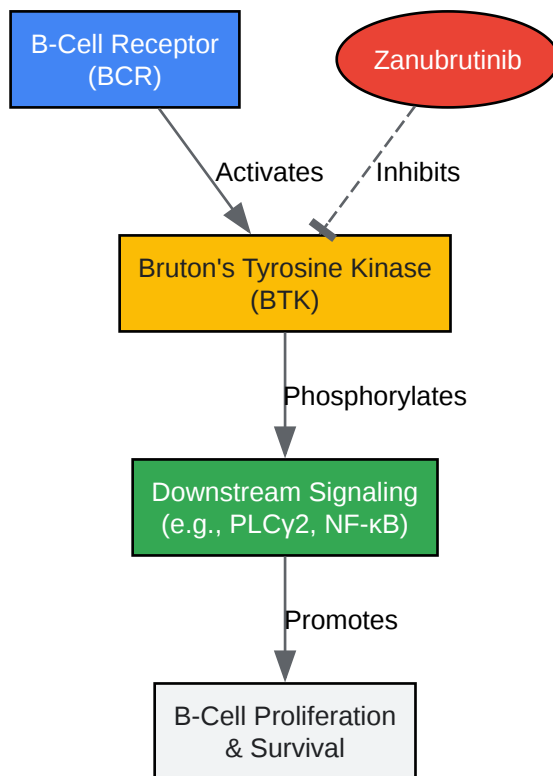 B-Cell Receptor
(BCR)
Zanubrutinib
Activates
Inhibits
Bruton's Tyrosine Kinase
(BTK)
Phosphorylates
Downstream Signaling
(e.g., PLCγ2, NF-κB)
Promotes
B-Cell Proliferation
& Survival